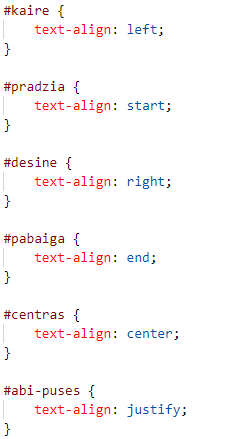 #kaire {
    text-align: left;
}
#pradzia {
    text-align: start;
}
#desine {
    text-align: right;
}
#pabaiga {
    text-align: end;
}
#centras {
    text-align: center;
}
#abi-puses {
    text-align: justify;
}